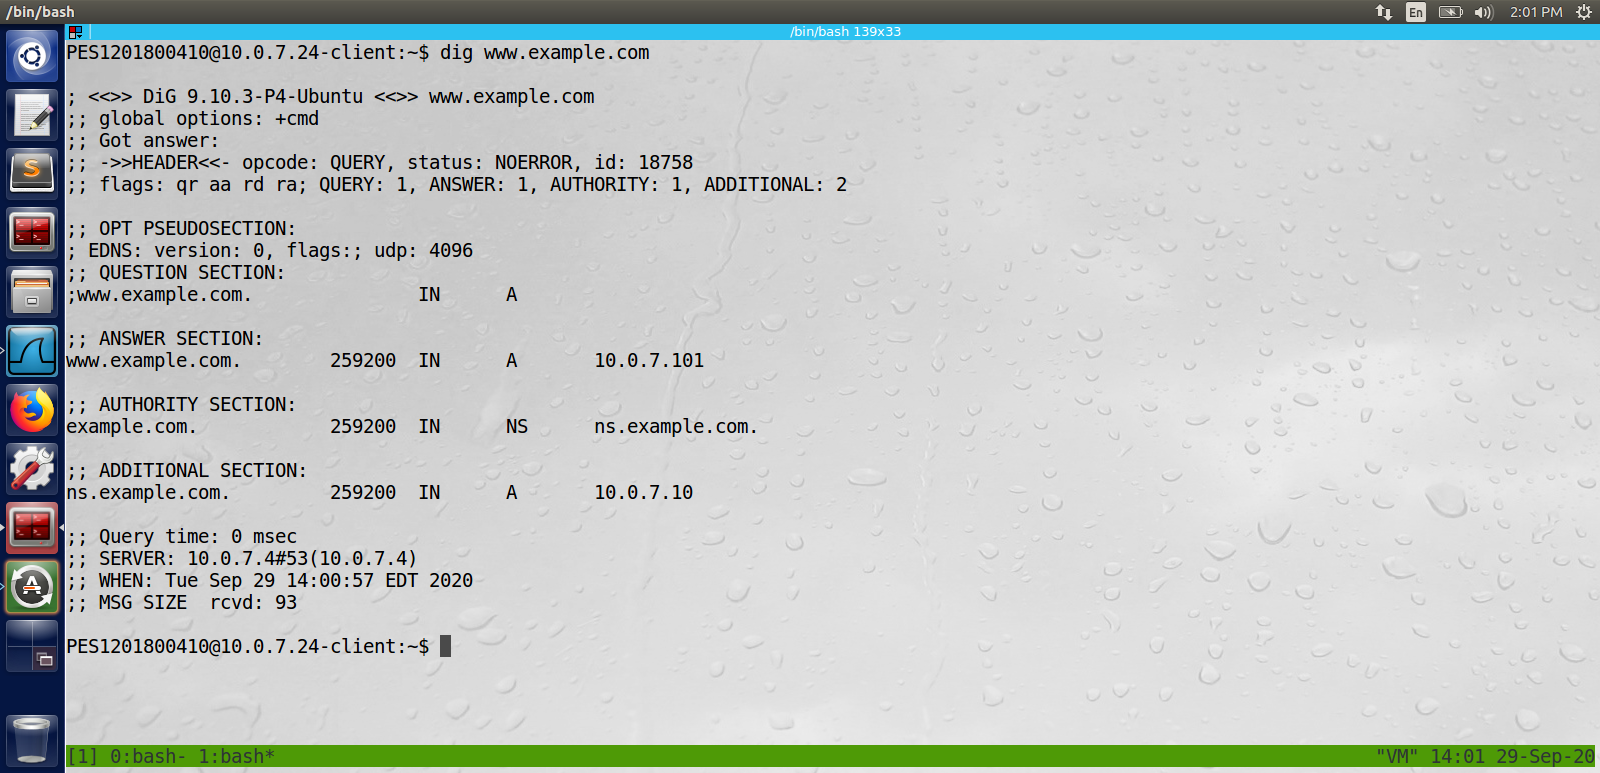 /bin/bash
En
2:01 PM
/bin/bash 139x33
PES1201800410@10.0.7.24-client:~$ dig www.example.com
; <<>> DiG 9.10.3-P4-Ubuntu <<>> www.example.com
;; global options: +cmd
;; Got answer:
;; ->>HEADER<<- opcode: QUERY, status: NOERROR, id: 18758
;; flags: qr aa rd ra; QUERY: 1, ANSWER: 1, AUTHORITY: 1, ADDITIONAL: 2
;; OPT PSEUDOSECTION:
; EDNS: version: 0, flags:; udp: 4096
;; QUESTION SECTION:
;www.example.com. IN A
;; ANSWER SECTION:
www.example.com. 259200 IN A 10.0.7.101
;; AUTHORITY SECTION:
example.com. 259200 IN NS ns.example.com.
;; ADDITIONAL SECTION:
ns.example.com. 259200 IN A 10.0.7.10
;; Query time: 0 msec
;; SERVER: 10.0.7.4#53(10.0.7.4)
;; WHEN: Tue Sep 29 14:00:57 EDT 2020
;; MSG SIZE rcvd: 93
PES1201800410@10.0.7.24-client:~$
[1] 0:bash- 1:bash* "VM" 14:01 29-Sep-20